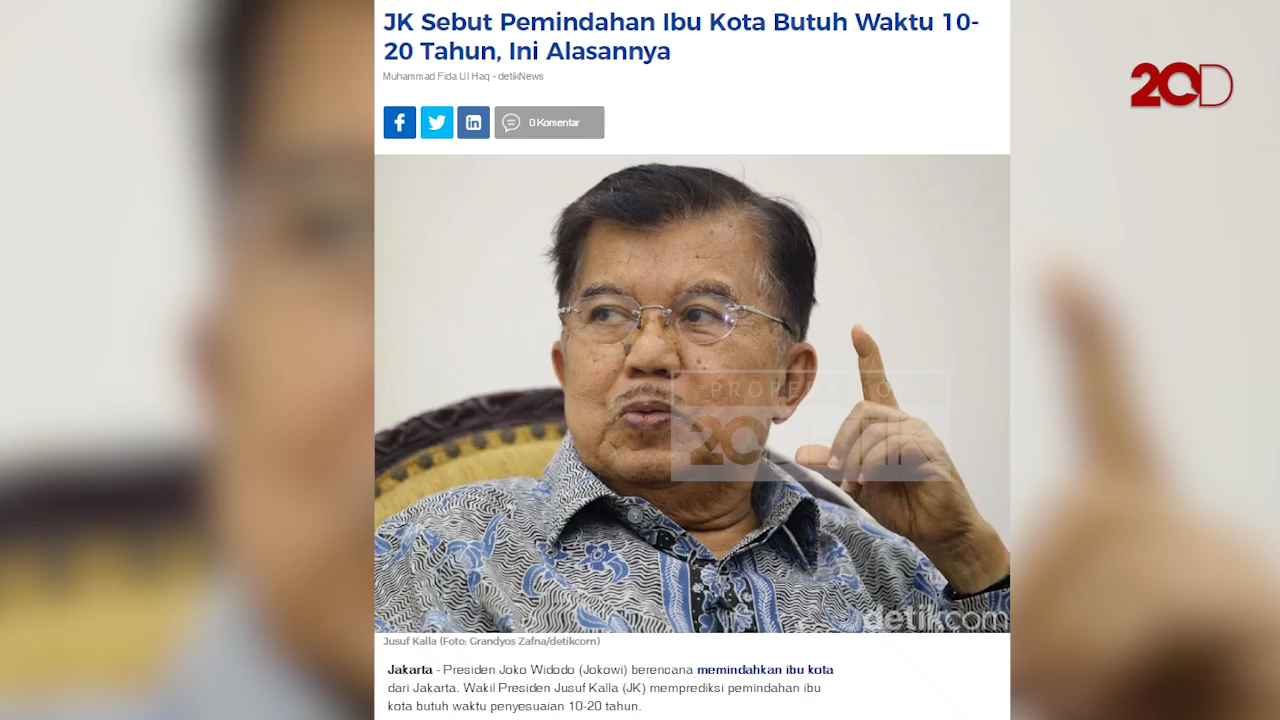 JK Sebut Pemindahan Ibu Kota Butuh Waktu 10-
20 Tahun, Ini Alasannya
Muhammad Fida Ul Haq - detikNews
0 Komentar
20D
detikcom
Jusuf Kalla (Foto: Grandyos Zafna/detikcom)
Jakarta - Presiden Joko Widodo (Jokowi) berencana memindahkan ibu kota
dari Jakarta. Wakil Presiden Jusuf Kalla (JK) memprediksi pemindahan ibu
kota butuh waktu penyesuaian 10-20 tahun.